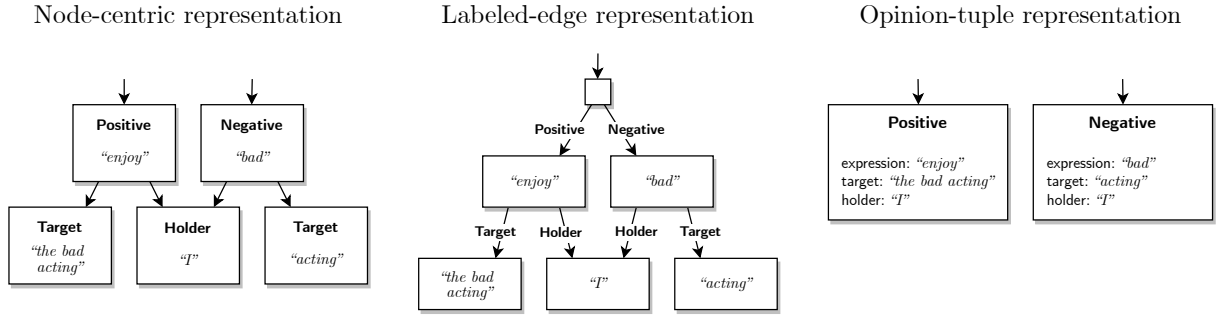 Node-centric representation
Labeled-edge representation
Opinion-tuple representation
Positive
“enjoy”
Negative
“bad”
Target
“the bad
acting”
Holder
“I”
Target
“acting”
Positive
Negative
“enjoy”
“bad”
Target
Holder
Holder
Target
“the bad
acting”
“I”
“acting”
Positive
expression: “enjoy”
target: “the bad acting”
holder: “I”
Negative
expression: “bad”
target: “acting”
holder: “I”